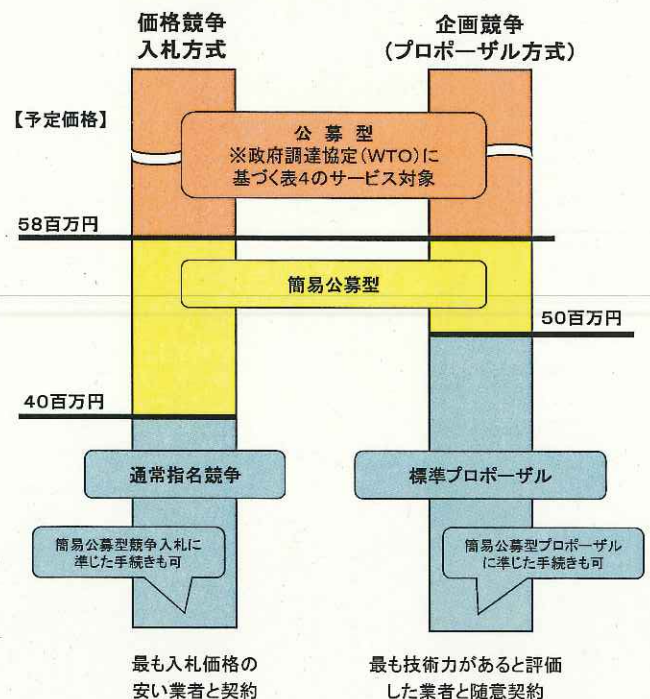 価格競争
入札方式
企画競争
(プロポーザル方式)
【予定価格】
公 募 型
※政府調達協定(WTO)に
基づく表4のサービス対象
58百万円
簡易公募型
50百万円
40百万円
通常指名競争
標準プロポーザル
簡易公募型競争入札に
準じた手続きも可
簡易公募型プロポーザル
に準じた手続きも可
最も入札価格の
安い業者と契約
最も技術力があると評価
した業者と随意契約